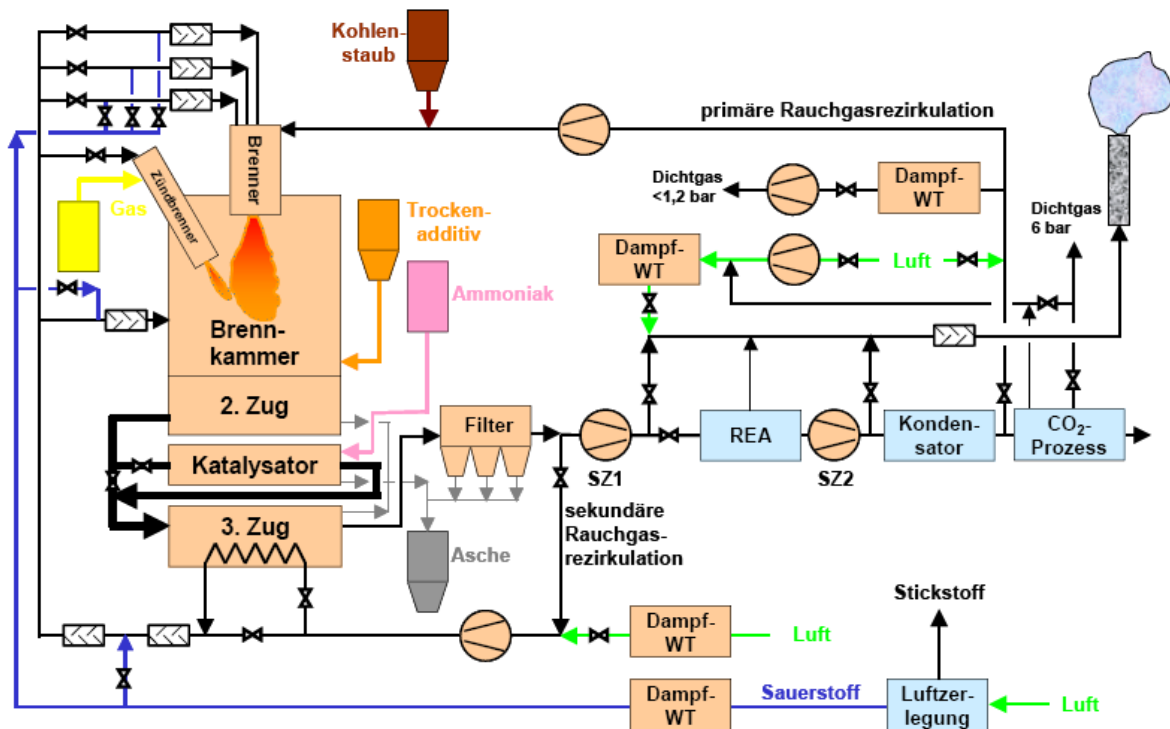 Kohlen-
staub
primäre Rauchgasrezirkulation
Brenner
Zündbrenner
Gas
Trocken-
additiv
Dichtgas
<1,2 bar
Dampf-
WT
Dichtgas
6 bar
Dampf-
WT
Luft
Ammoniak
Brenn-
kammer
2. Zug
Katalysator
3. Zug
Filter
Asche
SZ1
REA
SZ2
Konden-
sator
CO₂-
Prozess
sekundäre
Rauchgas-
rezirkulation
Dampf-
WT
Luft
Stickstoff
Dampf-
WT
Sauerstoff
Luftzer-
legung
Luft